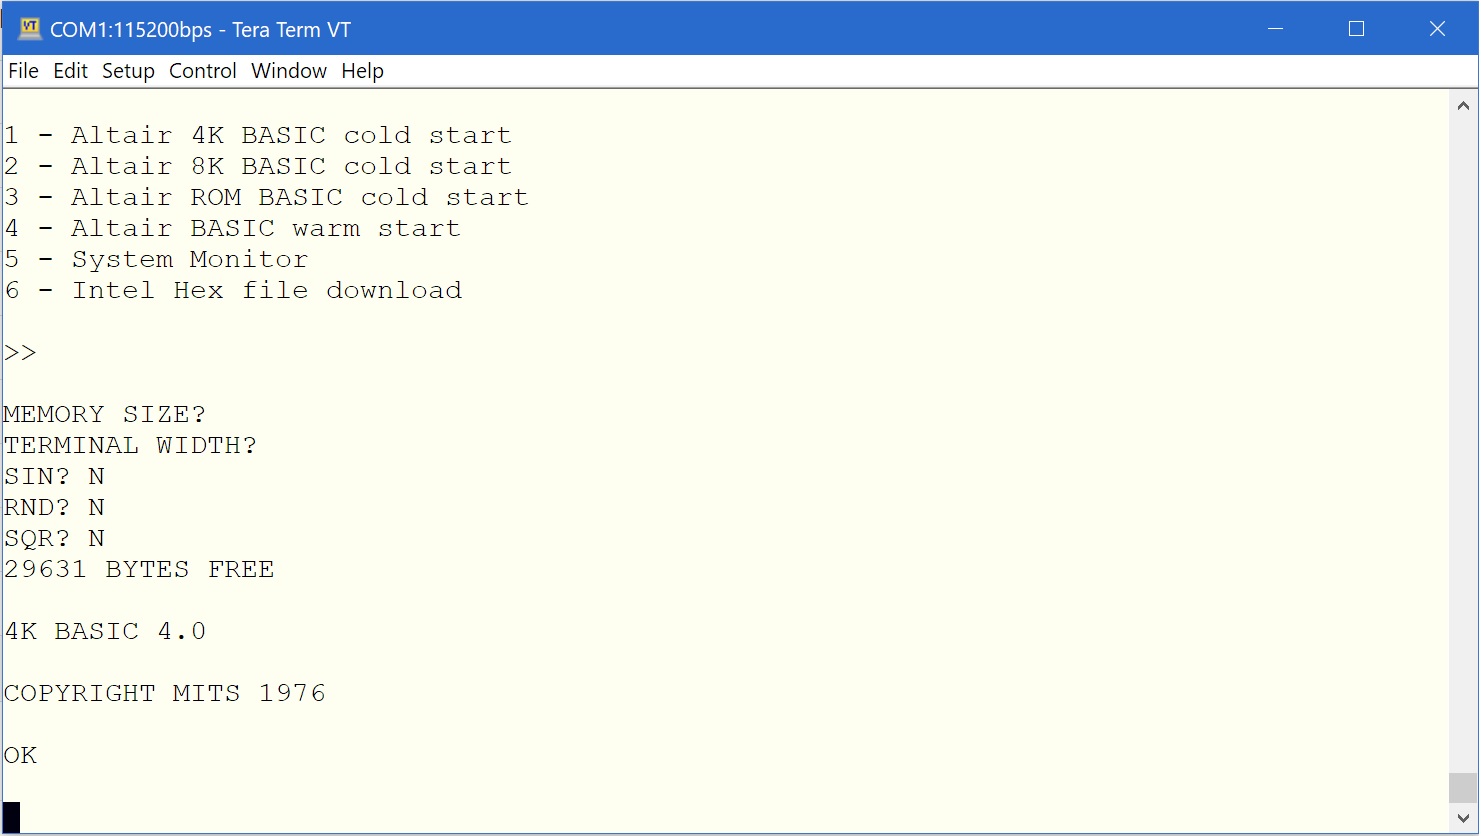 VT
COM1:115200bps - Tera Term VT
File Edit Setup Control Window Help
1 - Altair 4K BASIC cold start
2 - Altair 8K BASIC cold start
3 - Altair ROM BASIC cold start
4 - Altair BASIC warm start
5 - System Monitor
6 - Intel Hex file download
>>
MEMORY SIZE?
TERMINAL WIDTH?
SIN? N
RND? N
SQR? N
29631 BYTES FREE
4K BASIC 4.0
COPYRIGHT MITS 1976
OK